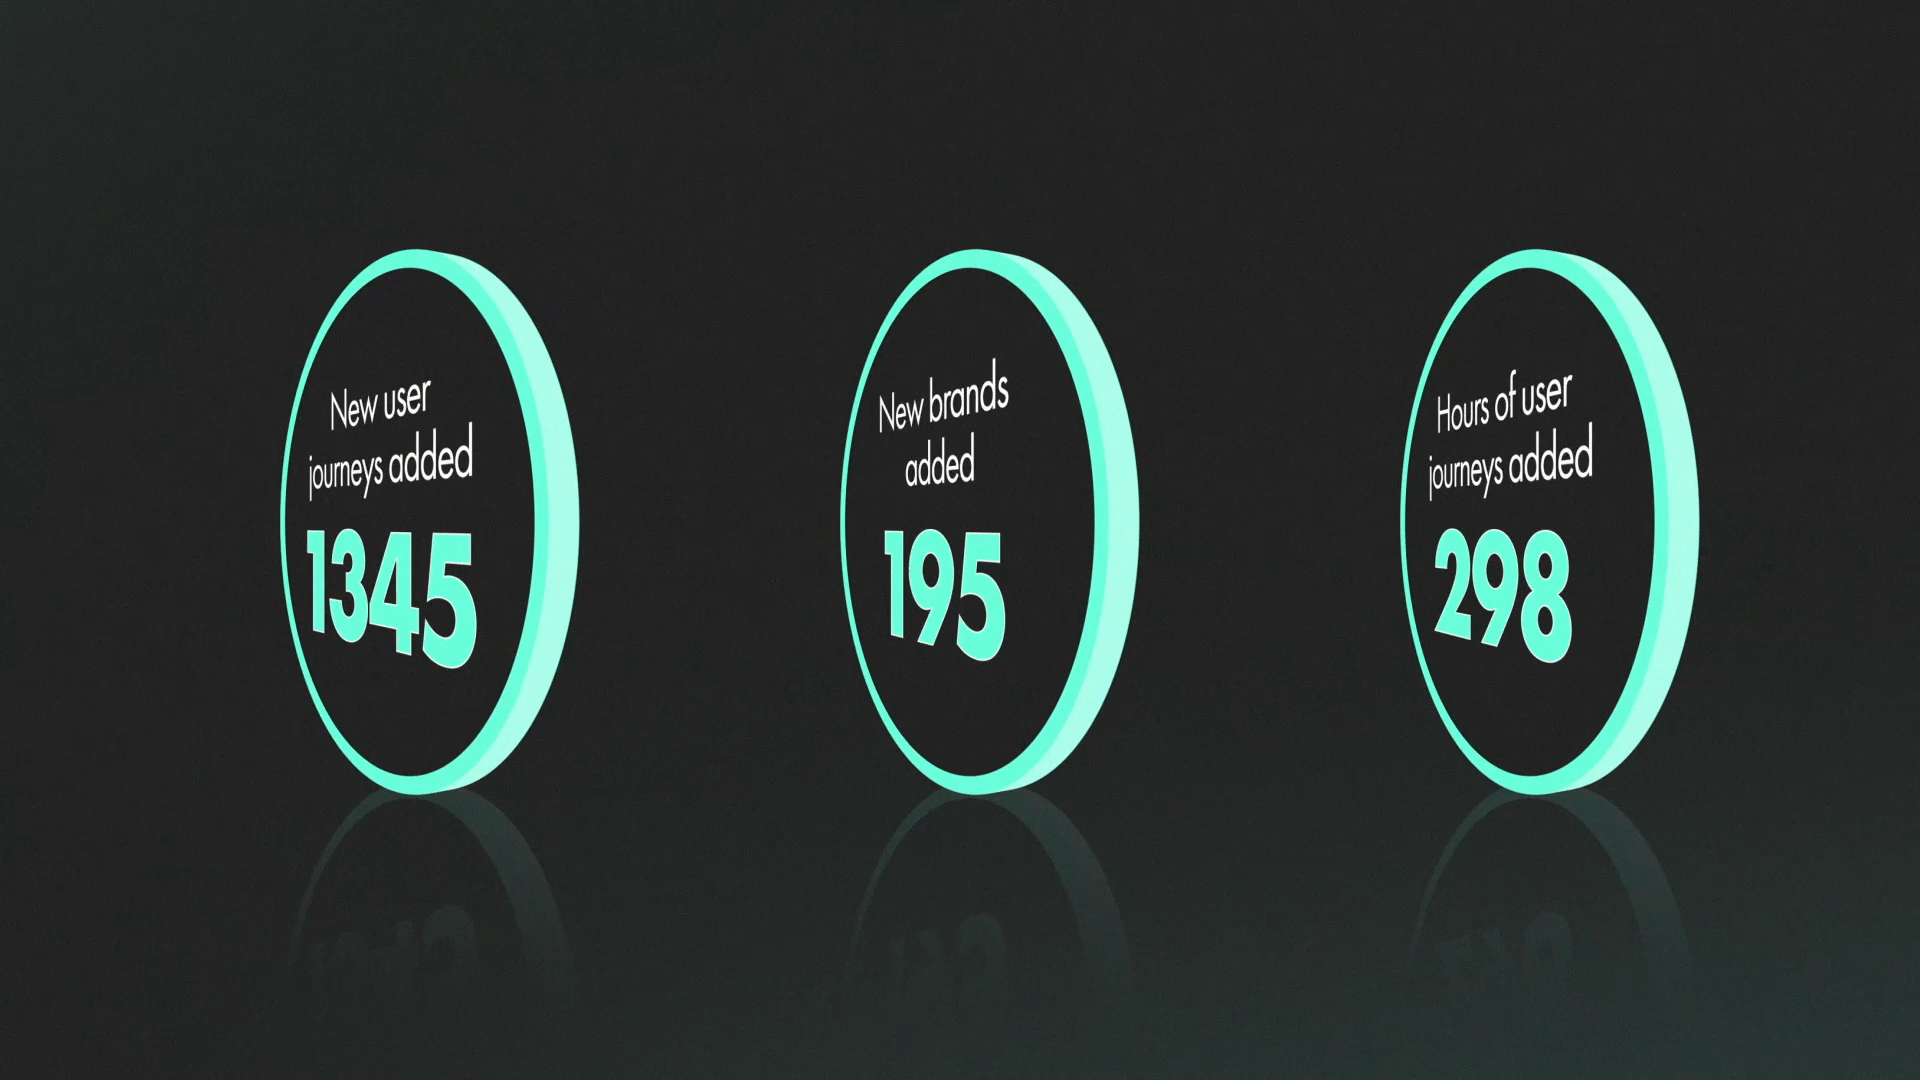 New user
journeys added
1345
New brands
added
195
Hours of user
journeys added
298